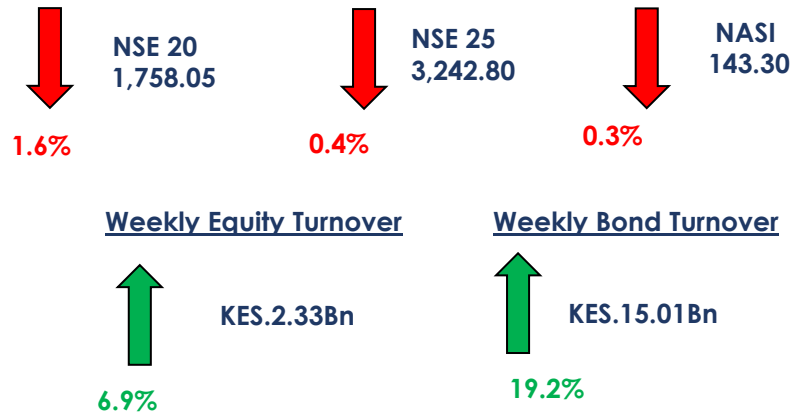 NSE 20
1,758.05
1.6%
NSE 25
3,242.80
0.4%
NASI
143.30
0.3%
Weekly Equity Turnover
KES.2.33Bn
6.9%
Weekly Bond Turnover
KES.15.01Bn
19.2%